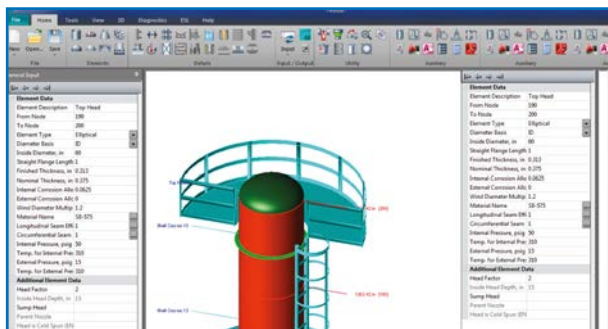 File Home Tools View 3D Diagnostics ESL Help
New Open... Save Input
File Elements Details Input / Output Utility Auxiliary Auxiliary
General Input
Element Data
Element Description Top Head
From Node 190
To Node 200
Element Type Elliptical
Diameter Basis ID
Inside Diameter, in 60
Straight Flange Length 1
Finished Thickness, in 0.313
Nominal Thickness, in 0.375
Internal Corrosion Allo 0.0625
External Corrosion Allo 0
Wind Diameter Multip 1.2
Material Name SB-575
Longitudinal Seam Effi 1
Circumferential Seam 1
Internal Pressure, psig 50
Temp. for Internal Pre 310
External Pressure, psig 15
Temp. for External Pre 310
Additional Element Data
Head Factor 2
Inside Head Depth, in 15
Sump Head
Parent Nozzle
Head is Cold Spun (EN
Element Data
Element Description Top Head
From Node 190
To Node 200
Element Type Elliptical
Diameter Basis ID
Inside Diameter, in 60
Straight Flange Length 1
Finished Thickness, in 0.313
Nominal Thickness, in 0.375
Internal Corrosion Allo 0.0625
External Corrosion Allo 0
Wind Diameter Multip 1.2
Material Name SB-575
Longitudinal Seam Effi 1
Circumferential Seam 1
Internal Pressure, psig 50
Temp. for Internal Pre 310
External Pressure, psig 15
Temp. for External Pre 310
Additional Element Data
Head Factor 2
Inside Head Depth, in 15
Sump Head
Parent Nozzle
Head is Cold Spun (EN